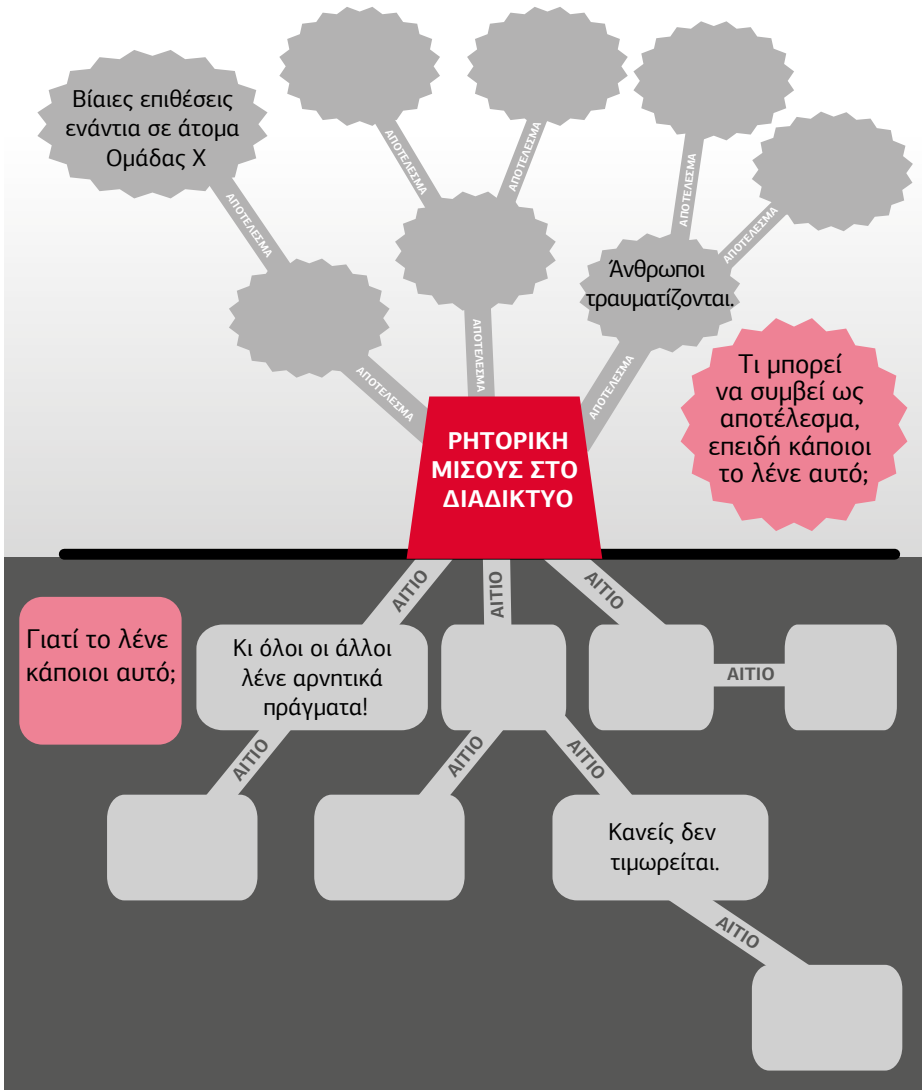 Βίαιες επιθέσεις
ενάντια σε άτομα
Ομάδας Χ
ΑΠΟΤΕΛΕΣΜΑ
ΑΠΟΤΕΛΕΣΜΑ
ΑΠΟΤΕΛΕΣΜΑ
ΑΠΟΤΕΛΕΣΜΑ
ΑΠΟΤΕΛΕΣΜΑ
Άνθρωποι
τραυματίζονται.
ΑΠΟΤΕΛΕΣΜΑ
ΑΠΟΤΕΛΕΣΜΑ
ΑΠΟΤΕΛΕΣΜΑ
Τι μπορεί
να συμβεί ως
αποτέλεσμα,
επειδή κάποιοι
το λένε αυτό;
ΡΗΤΟΡΙΚΗ
ΜΙΣΟΥΣ ΣΤΟ
ΔΙΑΔΙΚΤΥΟ
ΑΙΤΙΟ
ΑΙΤΙΟ
ΑΙΤΙΟ
Γιατί το λένε
κάποιοι αυτό;
Κι όλοι οι άλλοι
λένε αρνητικά
πράγματα!
ΑΙΤΙΟ
ΑΙΤΙΟ
ΑΙΤΙΟ
ΑΙΤΙΟ
Κανείς δεν
τιμωρείται.
ΑΙΤΙΟ